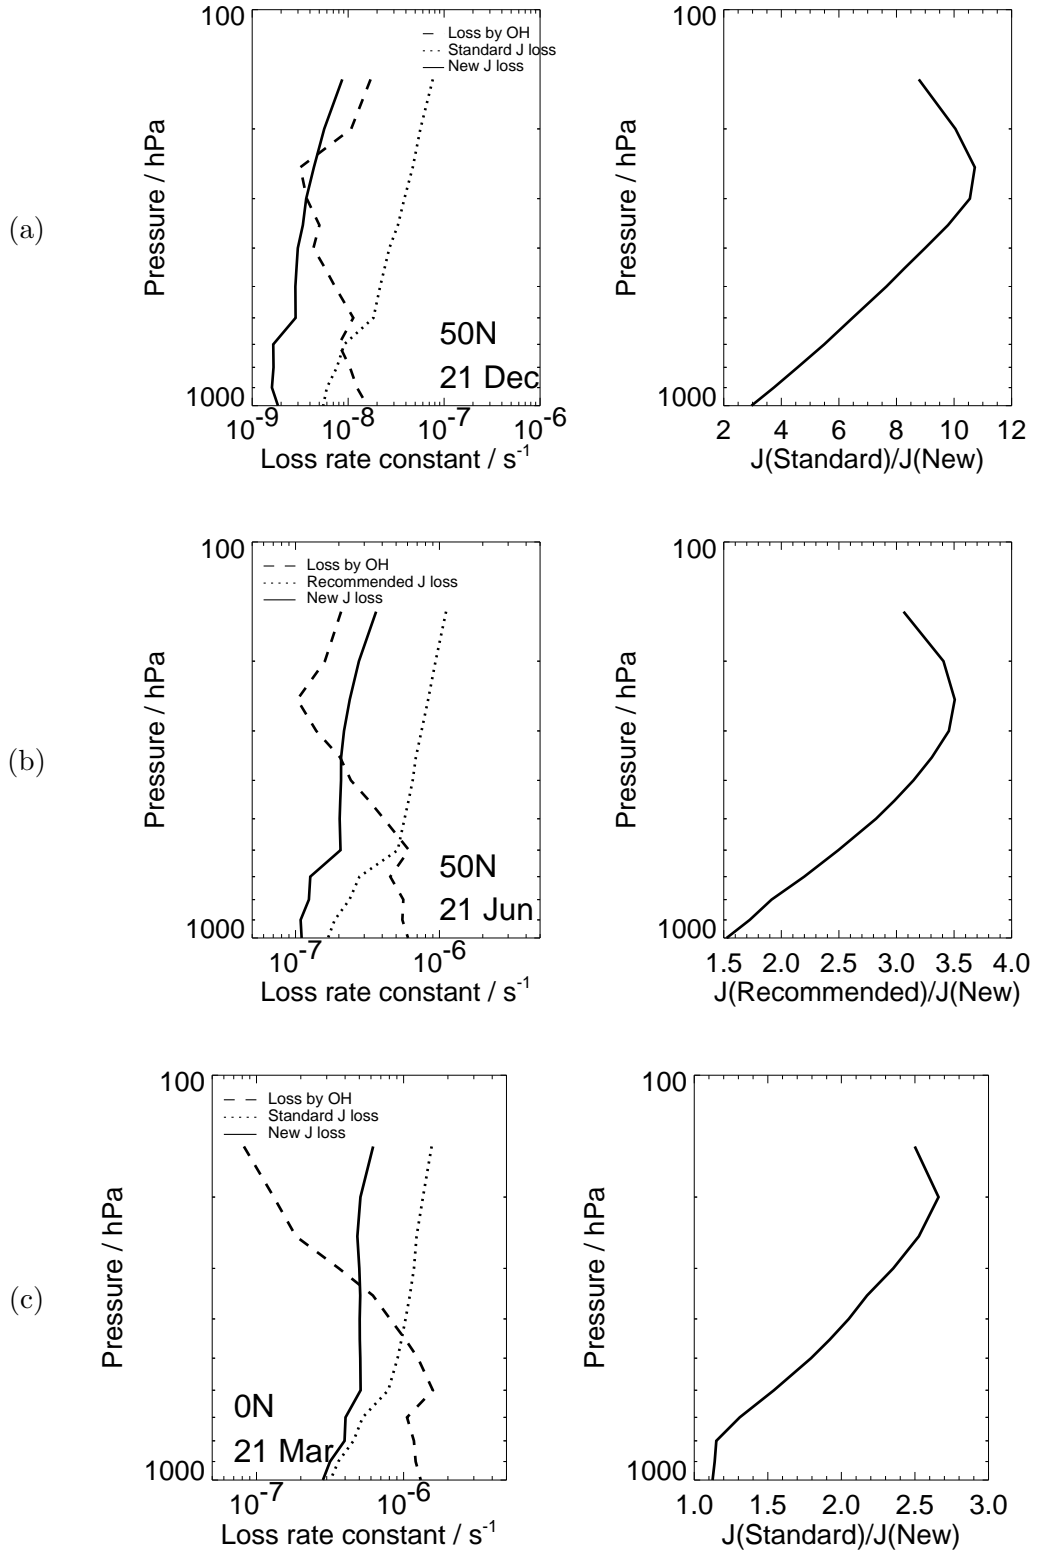 (a)
100
1000
Pressure / hPa
Loss by OH
Standard J loss
New J loss
50N
21 Dec
10-9 10-8 10-7 10-6
Loss rate constant / s-1
100
1000
Pressure / hPa
2 4 6 8 10 12
J(Standard)/J(New)
(b)
100
1000
Pressure / hPa
Loss by OH
Recommended J loss
New J loss
50N
21 Jun
10-7 10-6
Loss rate constant / s-1
100
1000
Pressure / hPa
1.5 2.0 2.5 3.0 3.5 4.0
J(Recommended)/J(New)
(c)
100
1000
Pressure / hPa
Loss by OH
Standard J loss
New J loss
0N
21 Mar
10-7 10-6
Loss rate constant / s-1
100
1000
Pressure / hPa
1.0 1.5 2.0 2.5 3.0
J(Standard)/J(New)